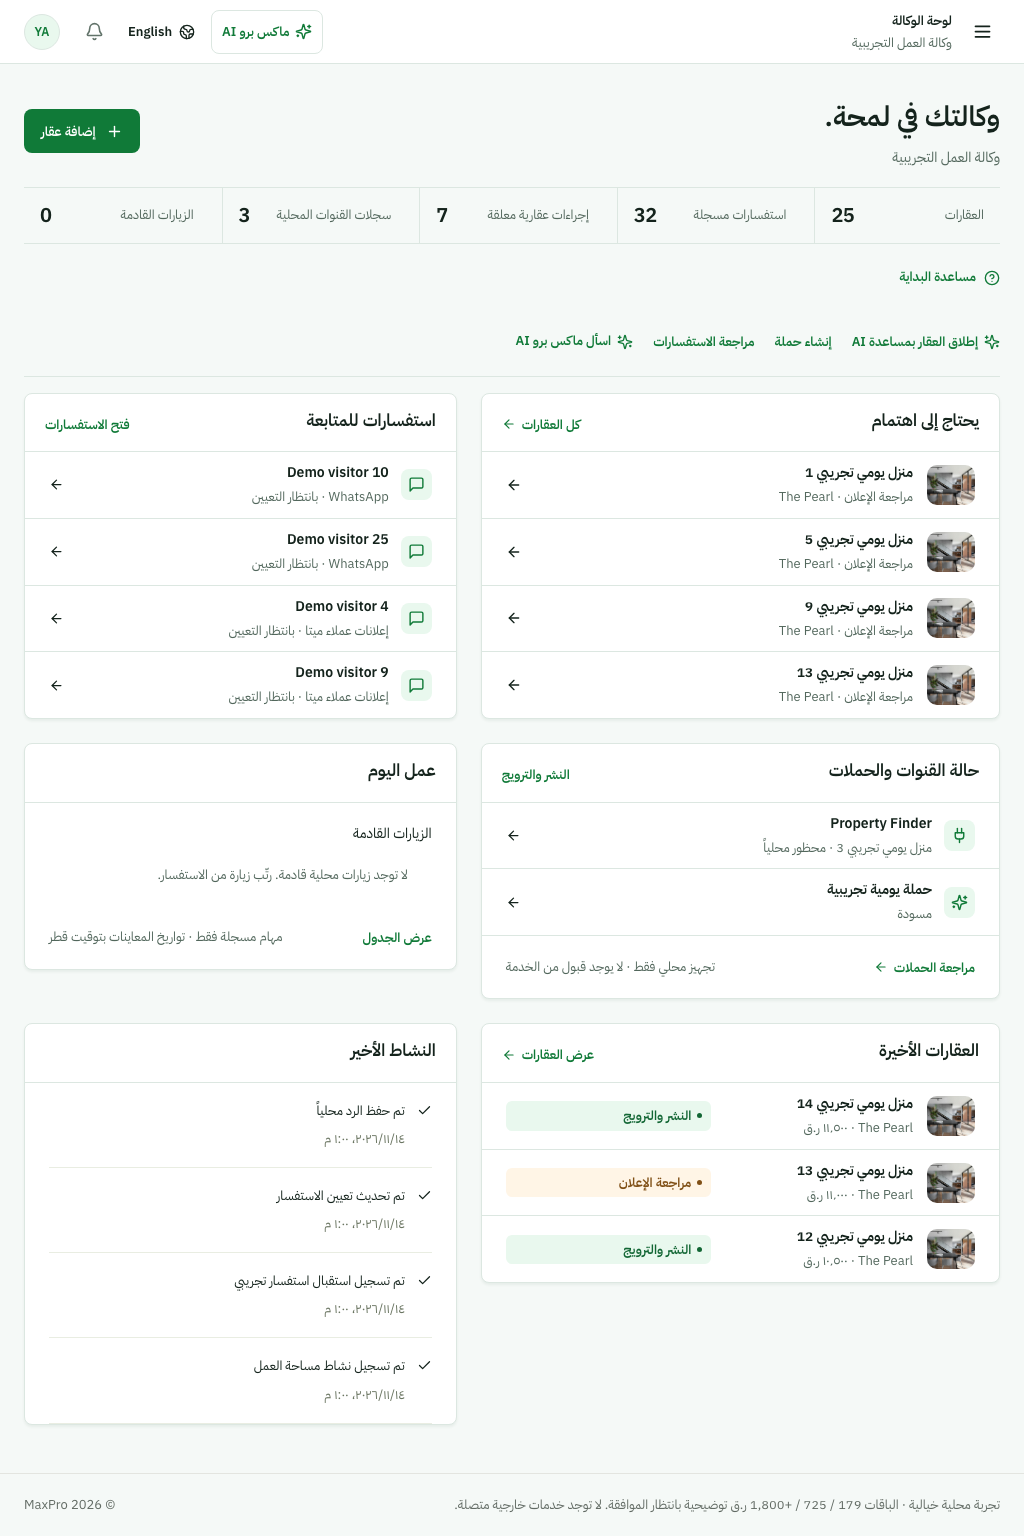 لوحة الوكالة
وكالة العمل التجريبية
ماكس برو AI
English
YA
وكالتك في لمحة.
وكالة العمل التجريبية
إضافة عقار
العقارات 25
استفسارات مسجلة 32
إجراءات عقارية معلقة 7
سجلات القنوات المحلية 3
الزيارات القادمة 0
مساعدة البداية
إطلاق العقار بمساعدة AI
إنشاء حملة
مراجعة الاستفسارات
اسأل ماكس برو AI
يحتاج إلى اهتمام
كل العقارات
منزل يومي تجريبي 1
مراجعة الإعلان · The Pearl
منزل يومي تجريبي 5
مراجعة الإعلان · The Pearl
منزل يومي تجريبي 9
مراجعة الإعلان · The Pearl
منزل يومي تجريبي 13
مراجعة الإعلان · The Pearl
استفسارات للمتابعة
فتح الاستفسارات
Demo visitor 10
WhatsApp · بانتظار التعيين
Demo visitor 25
WhatsApp · بانتظار التعيين
Demo visitor 4
إعلانات عملاء ميتا · بانتظار التعيين
Demo visitor 9
إعلانات عملاء ميتا · بانتظار التعيين
حالة القنوات والحملات
النشر والترويج
Property Finder
منزل يومي تجريبي 3 · محظور محلياً
حملة يومية تجريبية
مسودة
مراجعة الحملات
تجهيز محلي فقط · لا يوجد قبول من الخدمة
عمل اليوم
الزيارات القادمة
لا توجد زيارات محلية قادمة. رتّب زيارة من الاستفسار.
عرض الجدول
مهام مسجلة فقط · تواريخ المعاينات بتوقيت قطر
العقارات الأخيرة
عرض العقارات
منزل يومي تجريبي 14
The Pearl · ١١٬٥٠٠ ر.ق
النشر والترويج
منزل يومي تجريبي 13
The Pearl · ١١٬٠٠٠ ر.ق
مراجعة الإعلان
منزل يومي تجريبي 12
The Pearl · ١٠٬٥٠٠ ر.ق
النشر والترويج
النشاط الأخير
تم حفظ الرد محلياً
٢٠٢٦/١١/١٤، ١:٠٠ م
تم تحديث تعيين الاستفسار
٢٠٢٦/١١/١٤، ١:٠٠ م
تم تسجيل استقبال استفسار تجريبي
٢٠٢٦/١١/١٤، ١:٠٠ م
تم تسجيل نشاط مساحة العمل
٢٠٢٦/١١/١٤، ١:٠٠ م
تجربة محلية خيالية · الباقات 179 / 725 / +1,800 ر.ق توضيحية بانتظار الموافقة. لا توجد خدمات خارجية متصلة.
© 2026 MaxPro